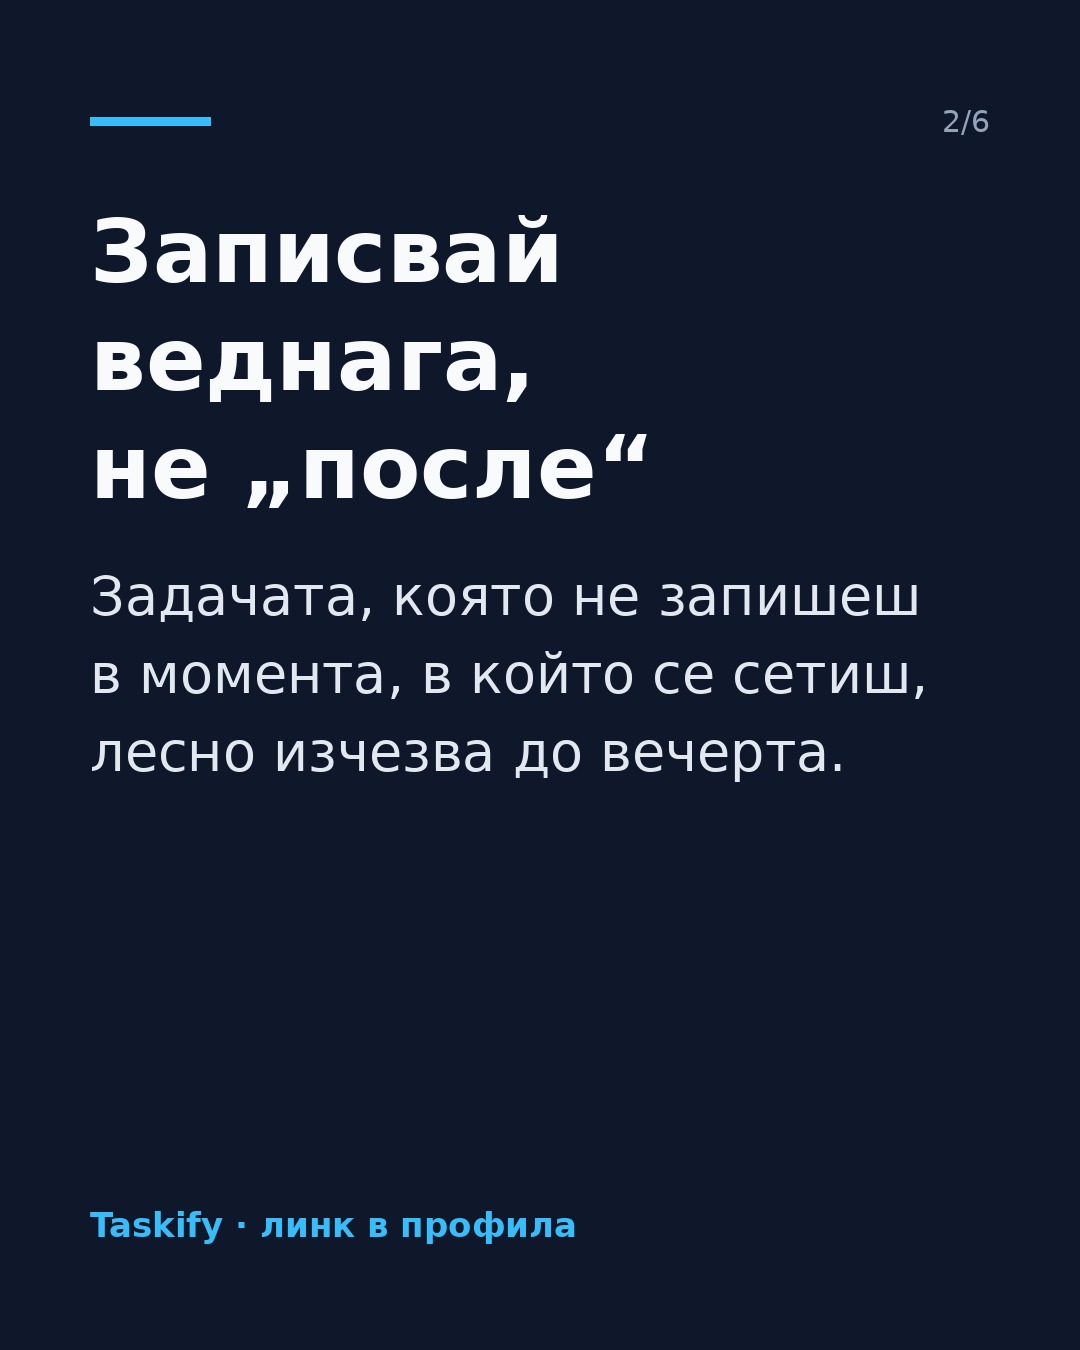 2/6
Записвай
веднага,
не „после“
Задачата, която не запишеш
в момента, в който се сетиш,
лесно изчезва до вечерта.
Taskify · линк в профила